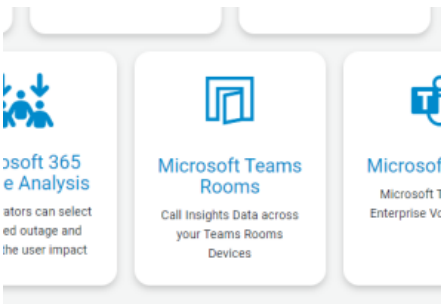 osoft 365
e Analysis
ators can select
ed outage and
the user impact
Microsoft Teams
Rooms
Call Insights Data across
your Teams Rooms
Devices
Microsof
Microsoft T
Enterprise Vo
T